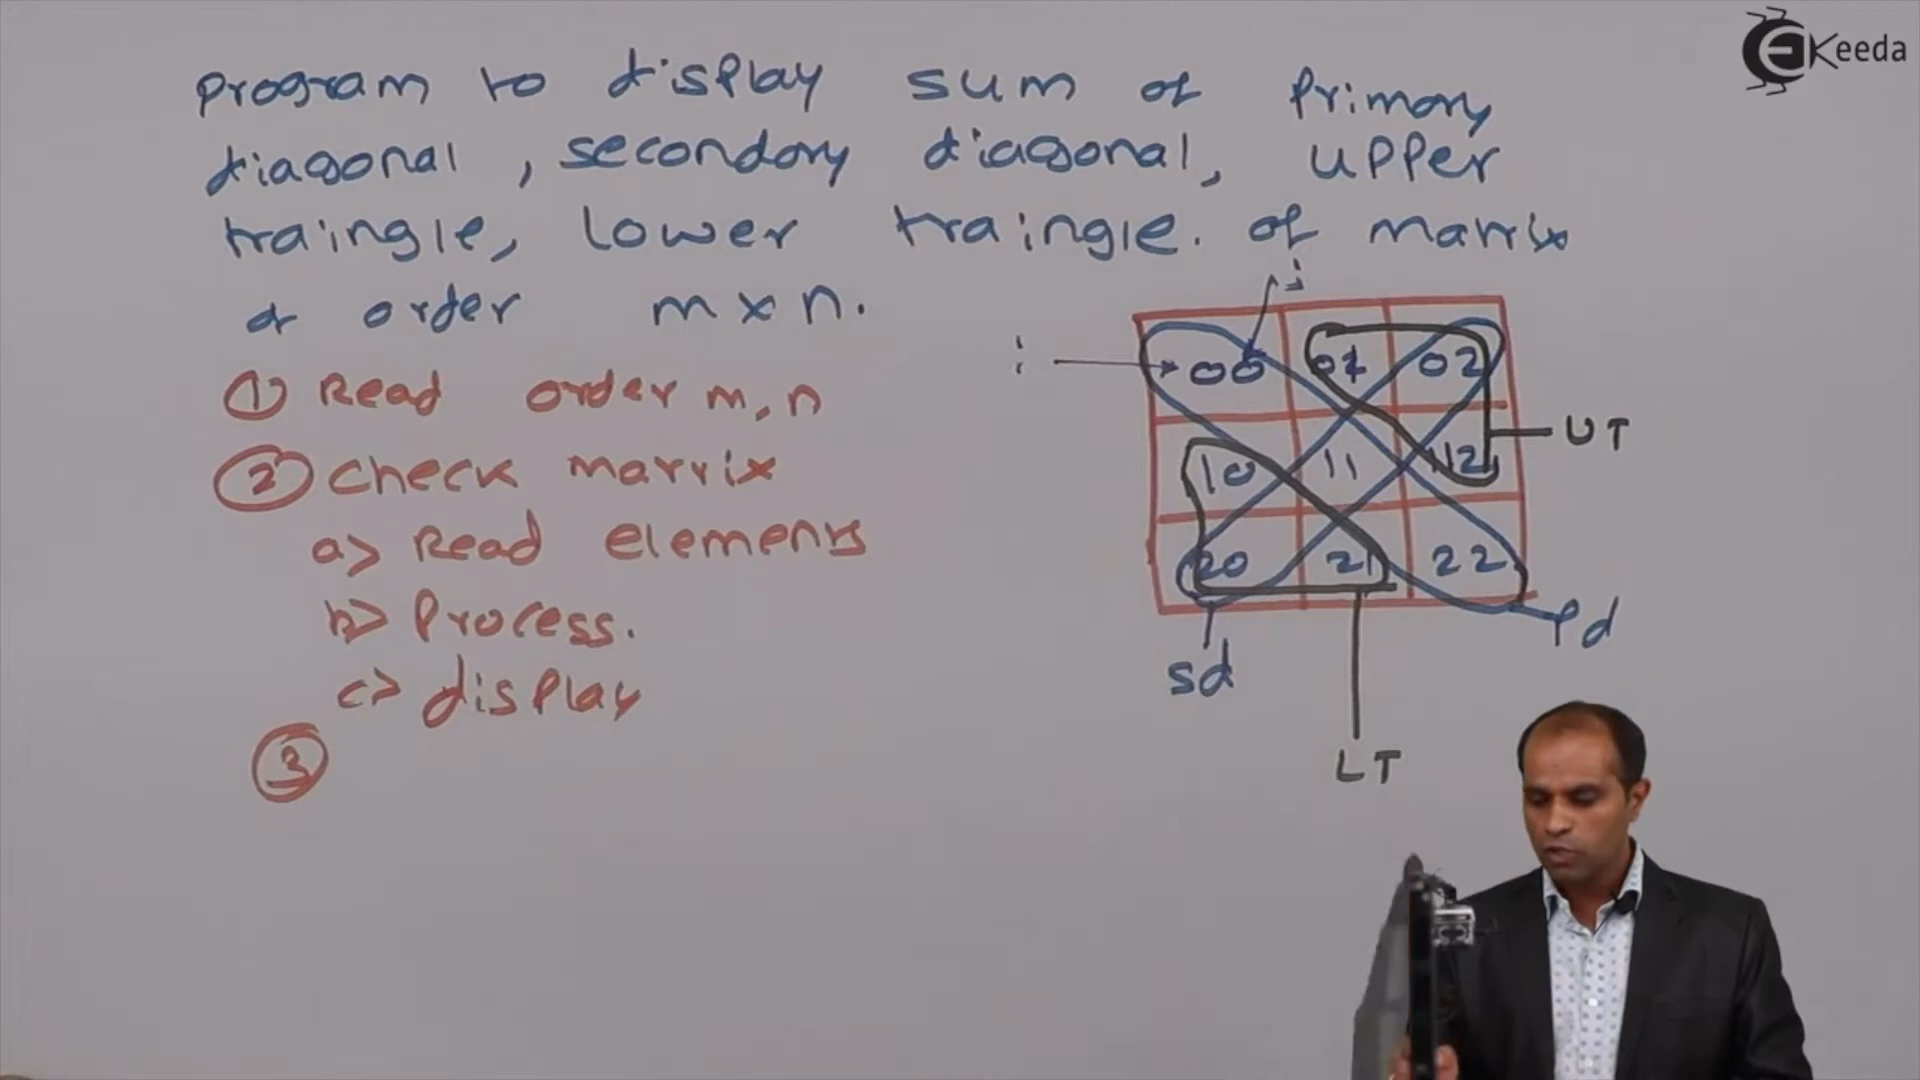 Keeda
Program to display sum of Primary
diagonal, secondary diagonal, upper
traingle, lower traingle. of matrix
of order m x n.
① Read order m, n
② check matrix
a> Read elements
b> Process.
c> display
③
j
i
00 01 02
10 11 12
20 21 22
UT
Pd
sd
LT